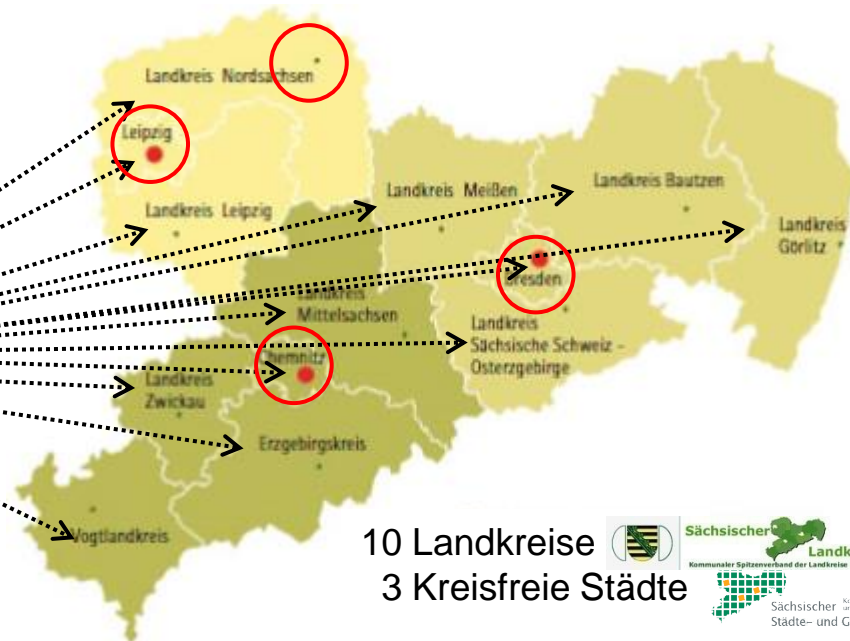 Landkreis Nordsachsen
Leipzig
Landkreis Leipzig
Landkreis Meißen
Landkreis Bautzen
Landkreis
Görlitz
Dresden
Landkreis
Mittelsachsen
Landkreis
Sächsische Schweiz -
Osterzgebirge
Chemnitz
Landkreis
Zwickau
Erzgebirgskreis
Vogtlandkreis
10 Landkreise
3 Kreisfreie Städte
Sächsischer
Landk
Kommunaler Spitzenverband der Landkreise
Sächsischer
Städte- und G